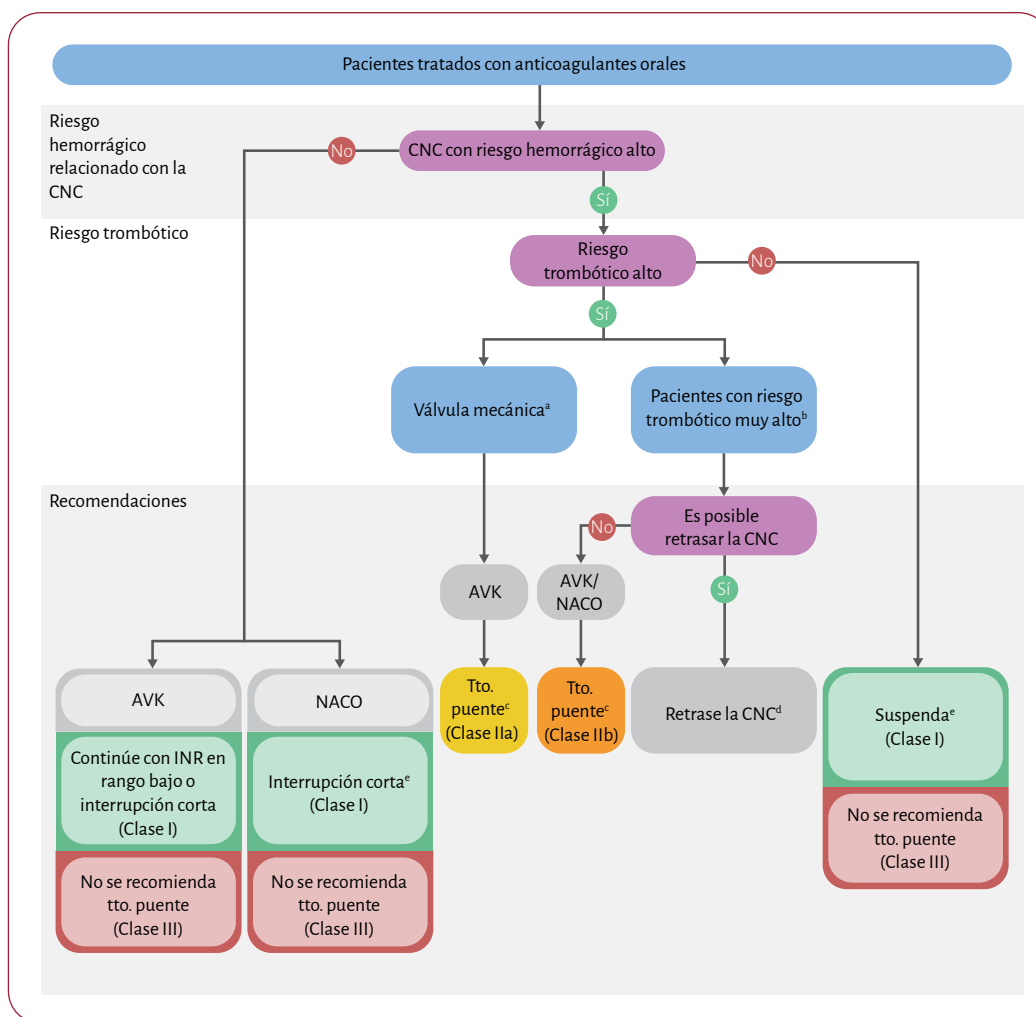 Pacientes tratados con anticoagulantes orales
Riesgo
hemorrágico
relacionado con la
CNC
No
CNC con riesgo hemorrágico alto
Sí
Riesgo trombótico
Riesgo
trombótico alto
No
Sí
Válvula mecánicaᵃ
Pacientes con riesgo
trombótico muy altoᵇ
Recomendaciones
Es posible
retrasar la CNC
No
Sí
AVK
AVK/
NACO
AVK
Continúe con INR en
rango bajo o
interrupción corta
(Clase I)
No se recomienda
tto. puente
(Clase III)
NACO
Interrupción cortaᵉ
(Clase I)
No se recomienda
tto. puente
(Clase III)
Tto.
puenteᶜ
(Clase IIa)
Tto.
puenteᶜ
(Clase IIb)
Retrase la CNCᵈ
Suspendaᵉ
(Clase I)
No se recomienda
tto. puente
(Clase III)